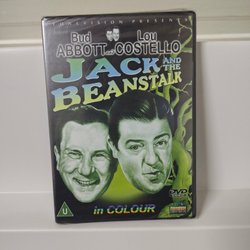 Bud Lou
ABBOTT AND COSTELLO
JACK AND THE
BEANSTALK
in COLOUR
U
DVD